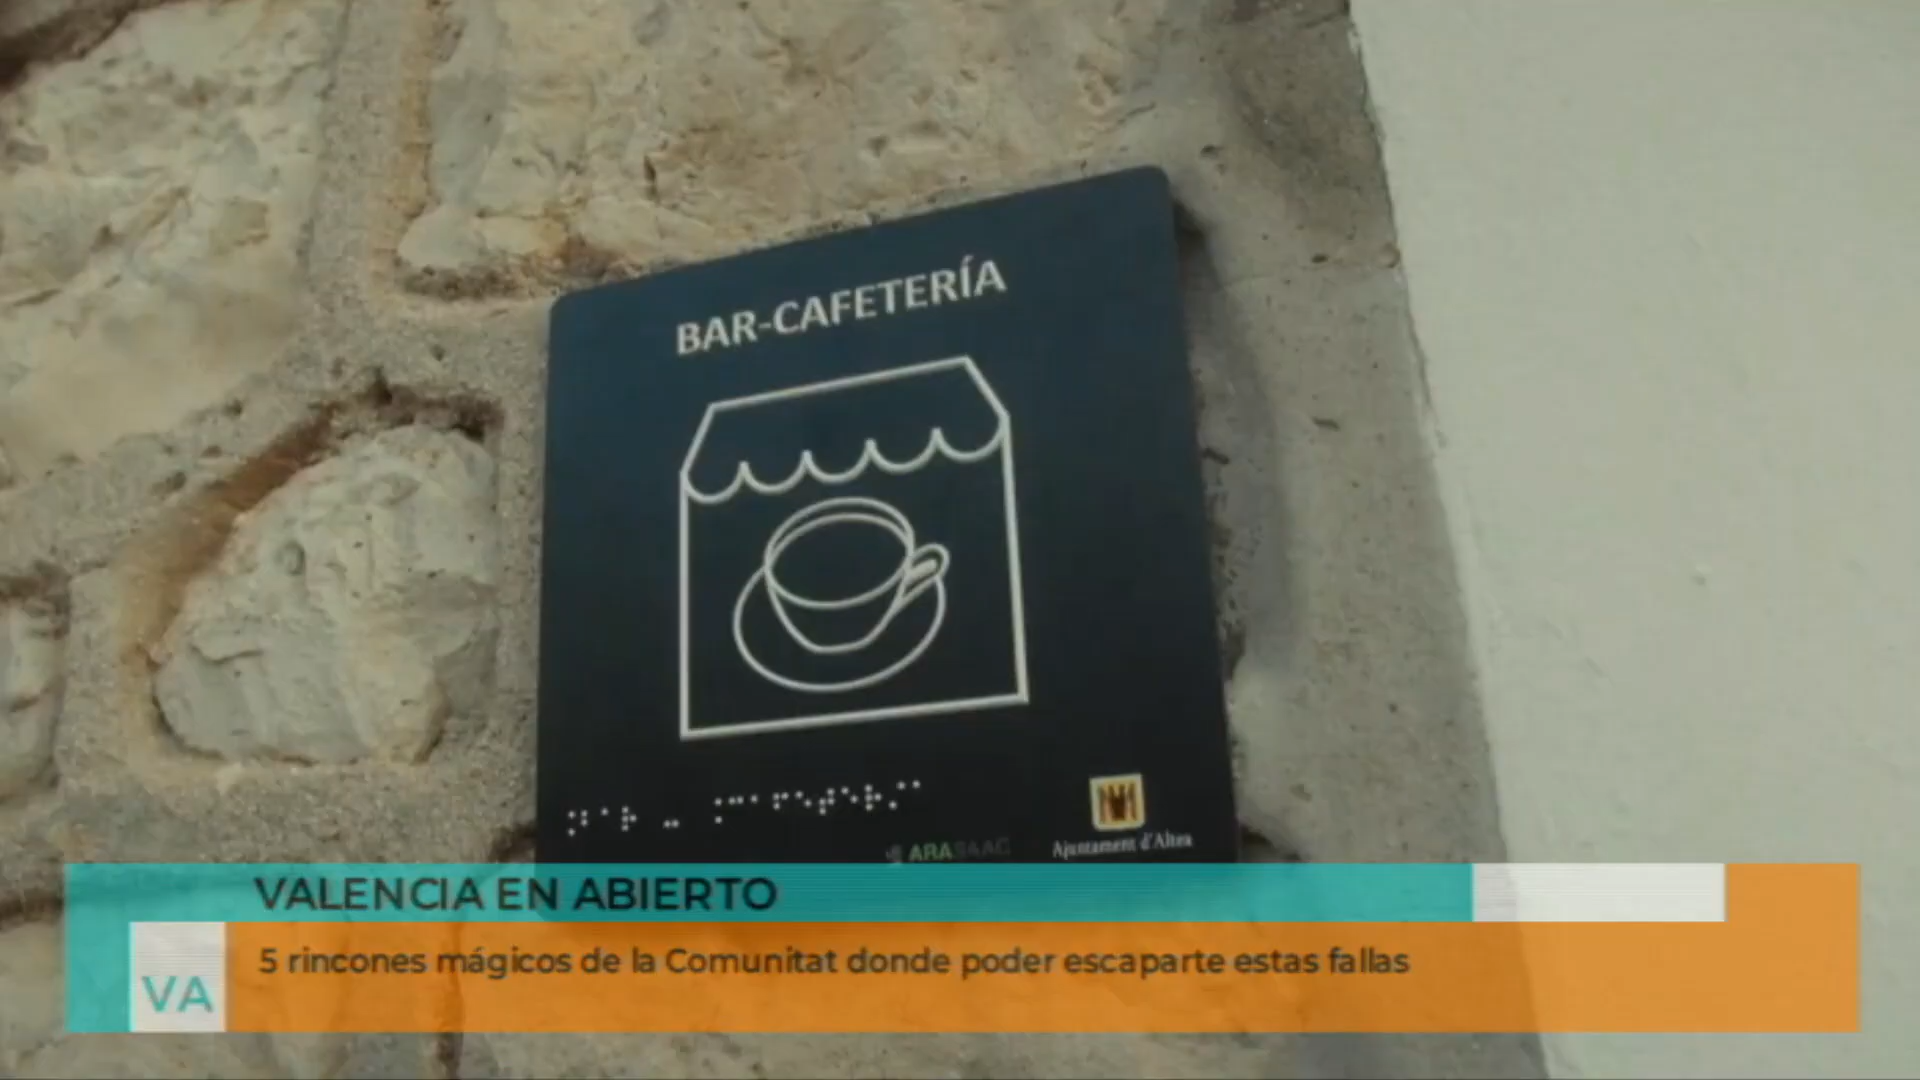 BAR-CAFETERÍA
ARASAAC
Ajuntament d'Altea
VALENCIA EN ABIERTO
5 rincones mágicos de la Comunitat donde poder escaparte estas fallas
VA